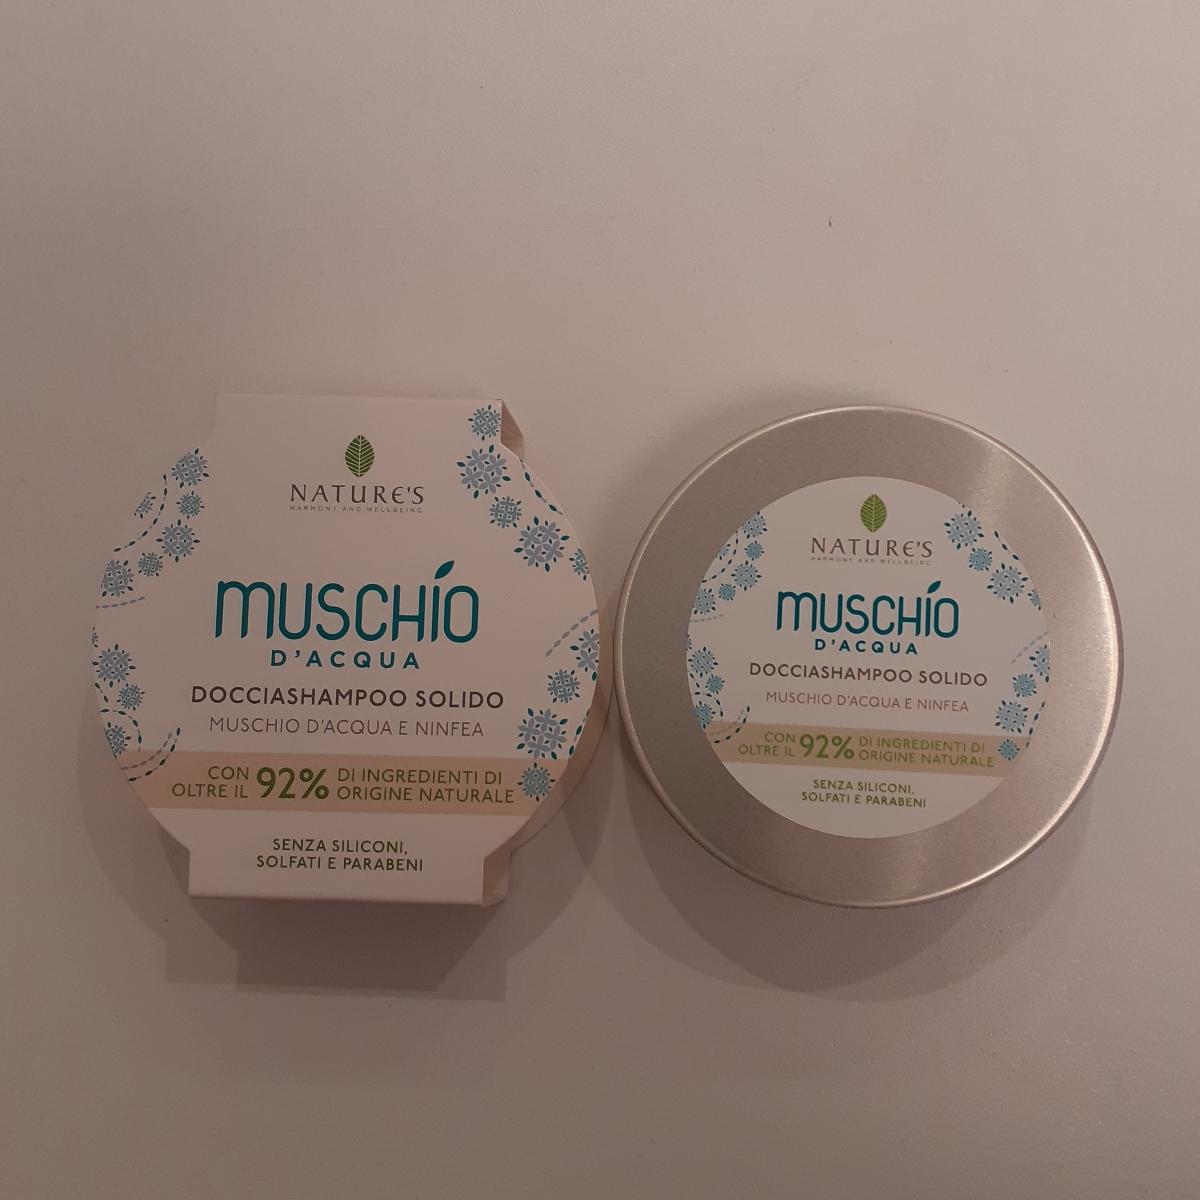 NATURE'S
HARMONY AND WELLBEING
MUSCHIO
D'ACQUA
DOCCIASHAMPOO SOLIDO
MUSCHIO D'ACQUA E NINFEA
CON OLTRE IL 92% DI INGREDIENTI DI ORIGINE NATURALE
SENZA SILICONI,
SOLFATI E PARABENI
NATURE'S
HARMONY AND WELLBEING
MUSCHIO
D'ACQUA
DOCCIASHAMPOO SOLIDO
MUSCHIO D'ACQUA E NINFEA
CON OLTRE IL 92% DI INGREDIENTI DI ORIGINE NATURALE
SENZA SILICONI,
SOLFATI E PARABENI